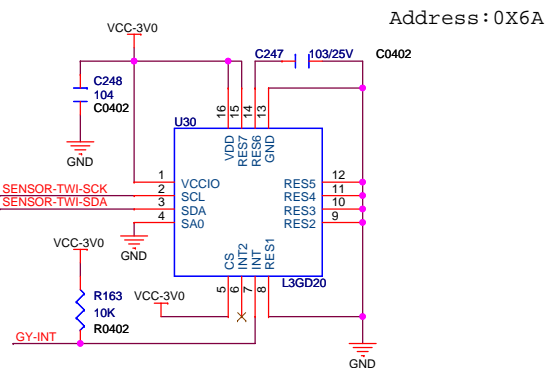 Address:0X6A
VCC-3V0
C247
103/25V
C0402
C248
104
C0402
GND
U30
16
15
14
13
VDD
RES7
RES6
GND
1
VCCIO
2
SCL
3
SDA
4
SA0
SENSOR-TWI-SCK
SENSOR-TWI-SDA
RES5
12
RES4
11
RES3
10
RES2
9
GND
CS
INT2
INT
RES1
5
6
7
8
L3GD20
VCC-3V0
VCC-3V0
R163
10K
R0402
GY-INT
GND